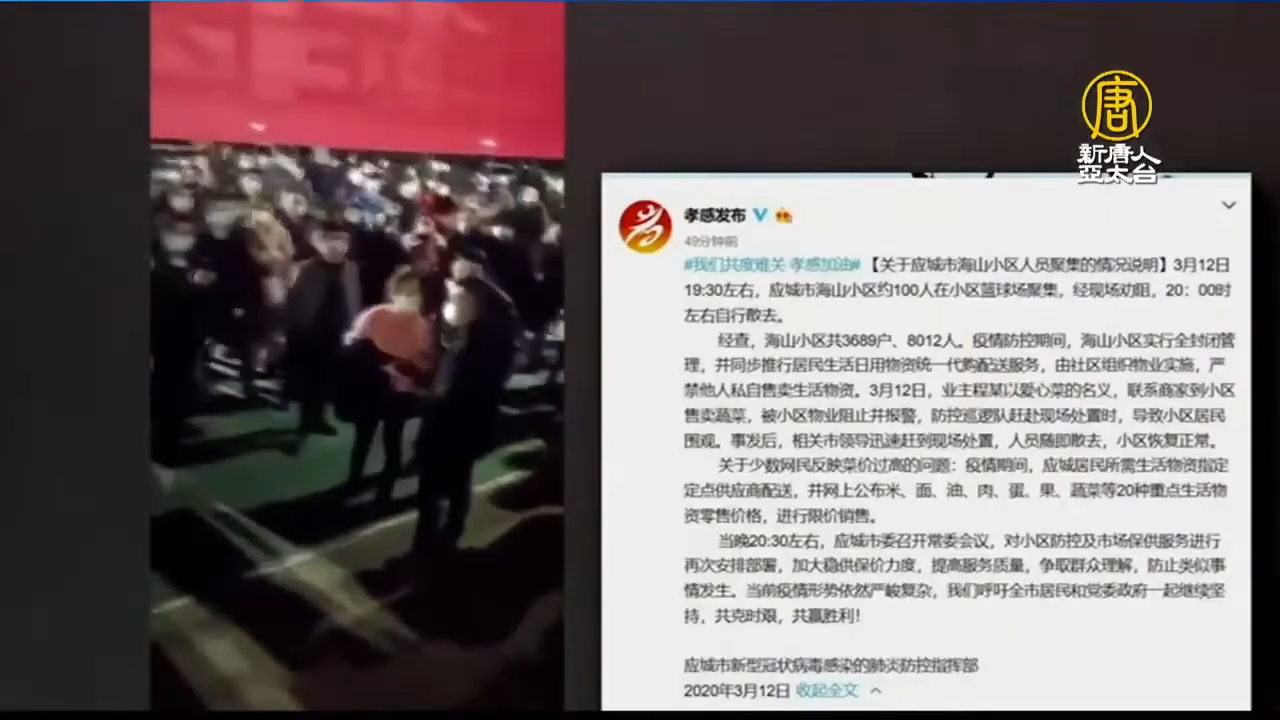 唐
新唐人
亞太台
孝感发布
49分钟前
#我们共度难关 孝感加油# 【关于应城市海山小区人员聚集的情况说明】3月12日
19:30左右，应城市海山小区约100人在小区篮球场聚集，经现场劝阻，20：00时
左右自行散去。
经查，海山小区共3689户、8012人。疫情防控期间，海山小区实行全封闭管
理，并同步推行居民生活日用物资统一代购配送服务，由社区组织物业实施，严
禁他人私自售卖生活物资。3月12日，业主程某以爱心菜的名义，联系商家到小区
售卖蔬菜，被小区物业阻止并报警，防控巡逻队赶赴现场处置时，导致小区居民
围观。事发后，相关市领导迅速赶到现场处置，人员随即散去，小区恢复正常。
关于少数网民反映菜价过高的问题：疫情期间，应城居民所需生活物资指定
定点供应商配送，并网上公布米、面、油、肉、蛋、果、蔬菜等20种重点生活物
资零售价格，进行限价销售。
当晚20:30左右，应城市委召开常委会议，对小区防控及市场保供服务进行
再次安排部署，加大稳供保价力度，提高服务质量，争取群众理解，防止类似事
情发生。当前疫情形势依然严峻复杂，我们呼吁全市居民和党委政府一起继续坚
持，共克时艰，共赢胜利！
应城市新型冠状病毒感染的肺炎防控指挥部
2020年3月12日 收起全文